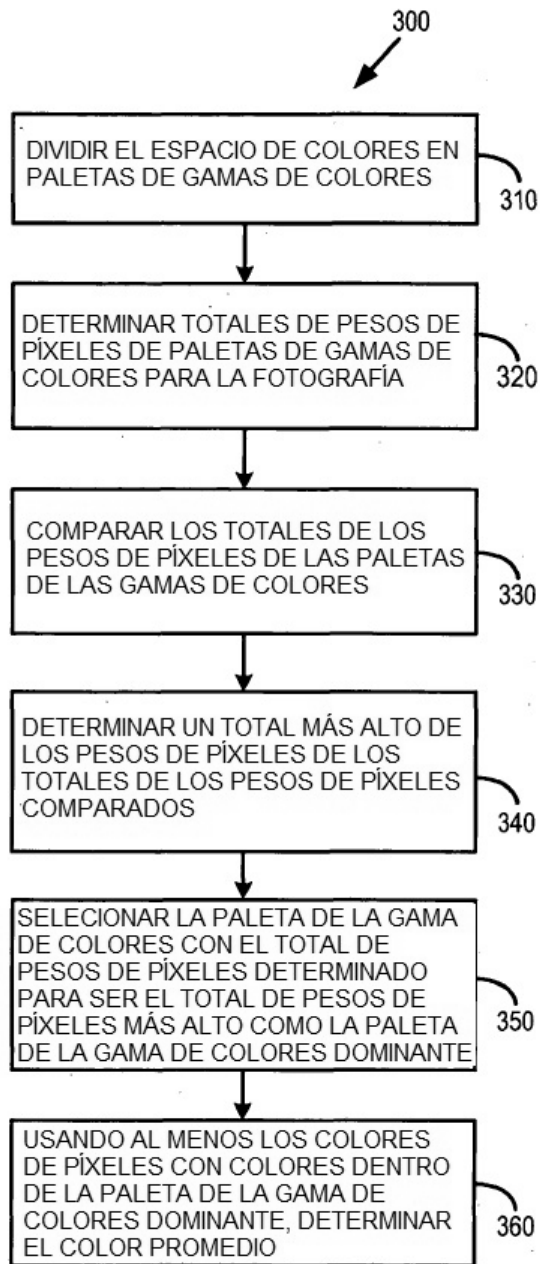 300
DIVIDIR EL ESPACIO DE COLORES EN
PALETAS DE GAMAS DE COLORES
310
DETERMINAR TOTALES DE PESOS DE
PÍXELES DE PALETAS DE GAMAS DE
COLORES PARA LA FOTOGRAFÍA
320
COMPARAR LOS TOTALES DE LOS
PESOS DE PÍXELES DE LAS PALETAS
DE LAS GAMAS DE COLORES
330
DETERMINAR UN TOTAL MÁS ALTO DE
LOS PESOS DE PÍXELES DE LOS
TOTALES DE LOS PESOS DE PÍXELES
COMPARADOS
340
SELECIONAR LA PALETA DE LA GAMA
DE COLORES CON EL TOTAL DE
PESOS DE PÍXELES DETERMINADO
PARA SER EL TOTAL DE PESOS DE
PÍXELES MÁS ALTO COMO LA PALETA
DE LA GAMA DE COLORES DOMINANTE
350
USANDO AL MENOS LOS COLORES
DE PÍXELES CON COLORES DENTRO
DE LA PALETA DE LA GAMA DE
COLORES DOMINANTE, DETERMINAR
EL COLOR PROMEDIO
360